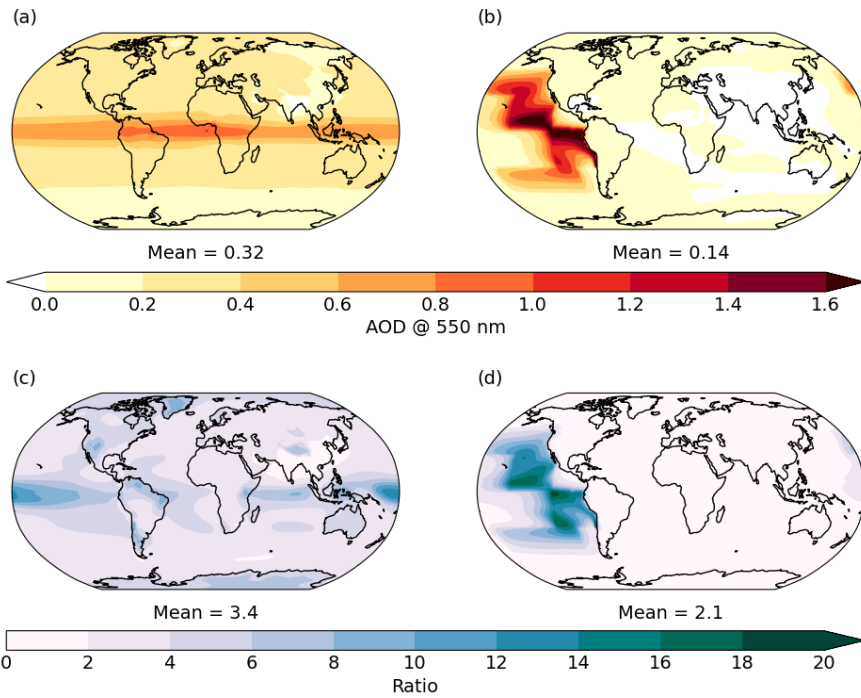 (a) (b)
Mean = 0.32 Mean = 0.14
0.0 0.2 0.4 0.6 0.8 1.0 1.2 1.4 1.6
AOD @ 550 nm
(c) (d)
Mean = 3.4 Mean = 2.1
0 2 4 6 8 10 12 14 16 18 20
Ratio